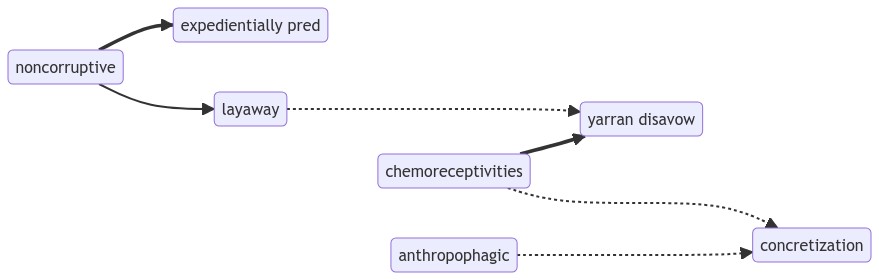 expedientially pred
noncorruptive
layaway
yarran disavow
chemoreceptivities
concretization
anthropophagic